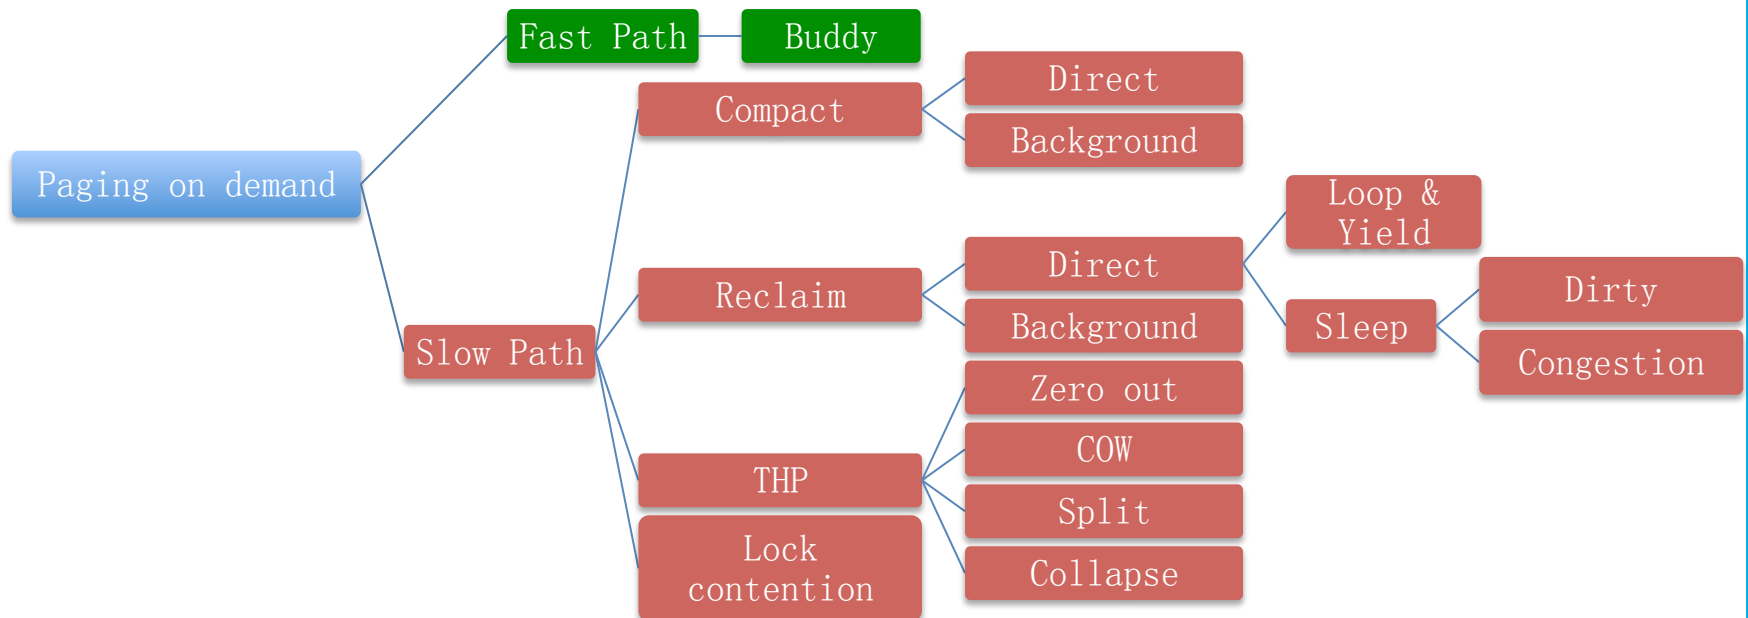 Fast Path
Buddy
Direct
Compact
Background
Paging on demand
Loop &
Yield
Direct
Reclaim
Dirty
Background
Sleep
Slow Path
Congestion
Zero out
COW
THP
Split
Lock
contention
Collapse